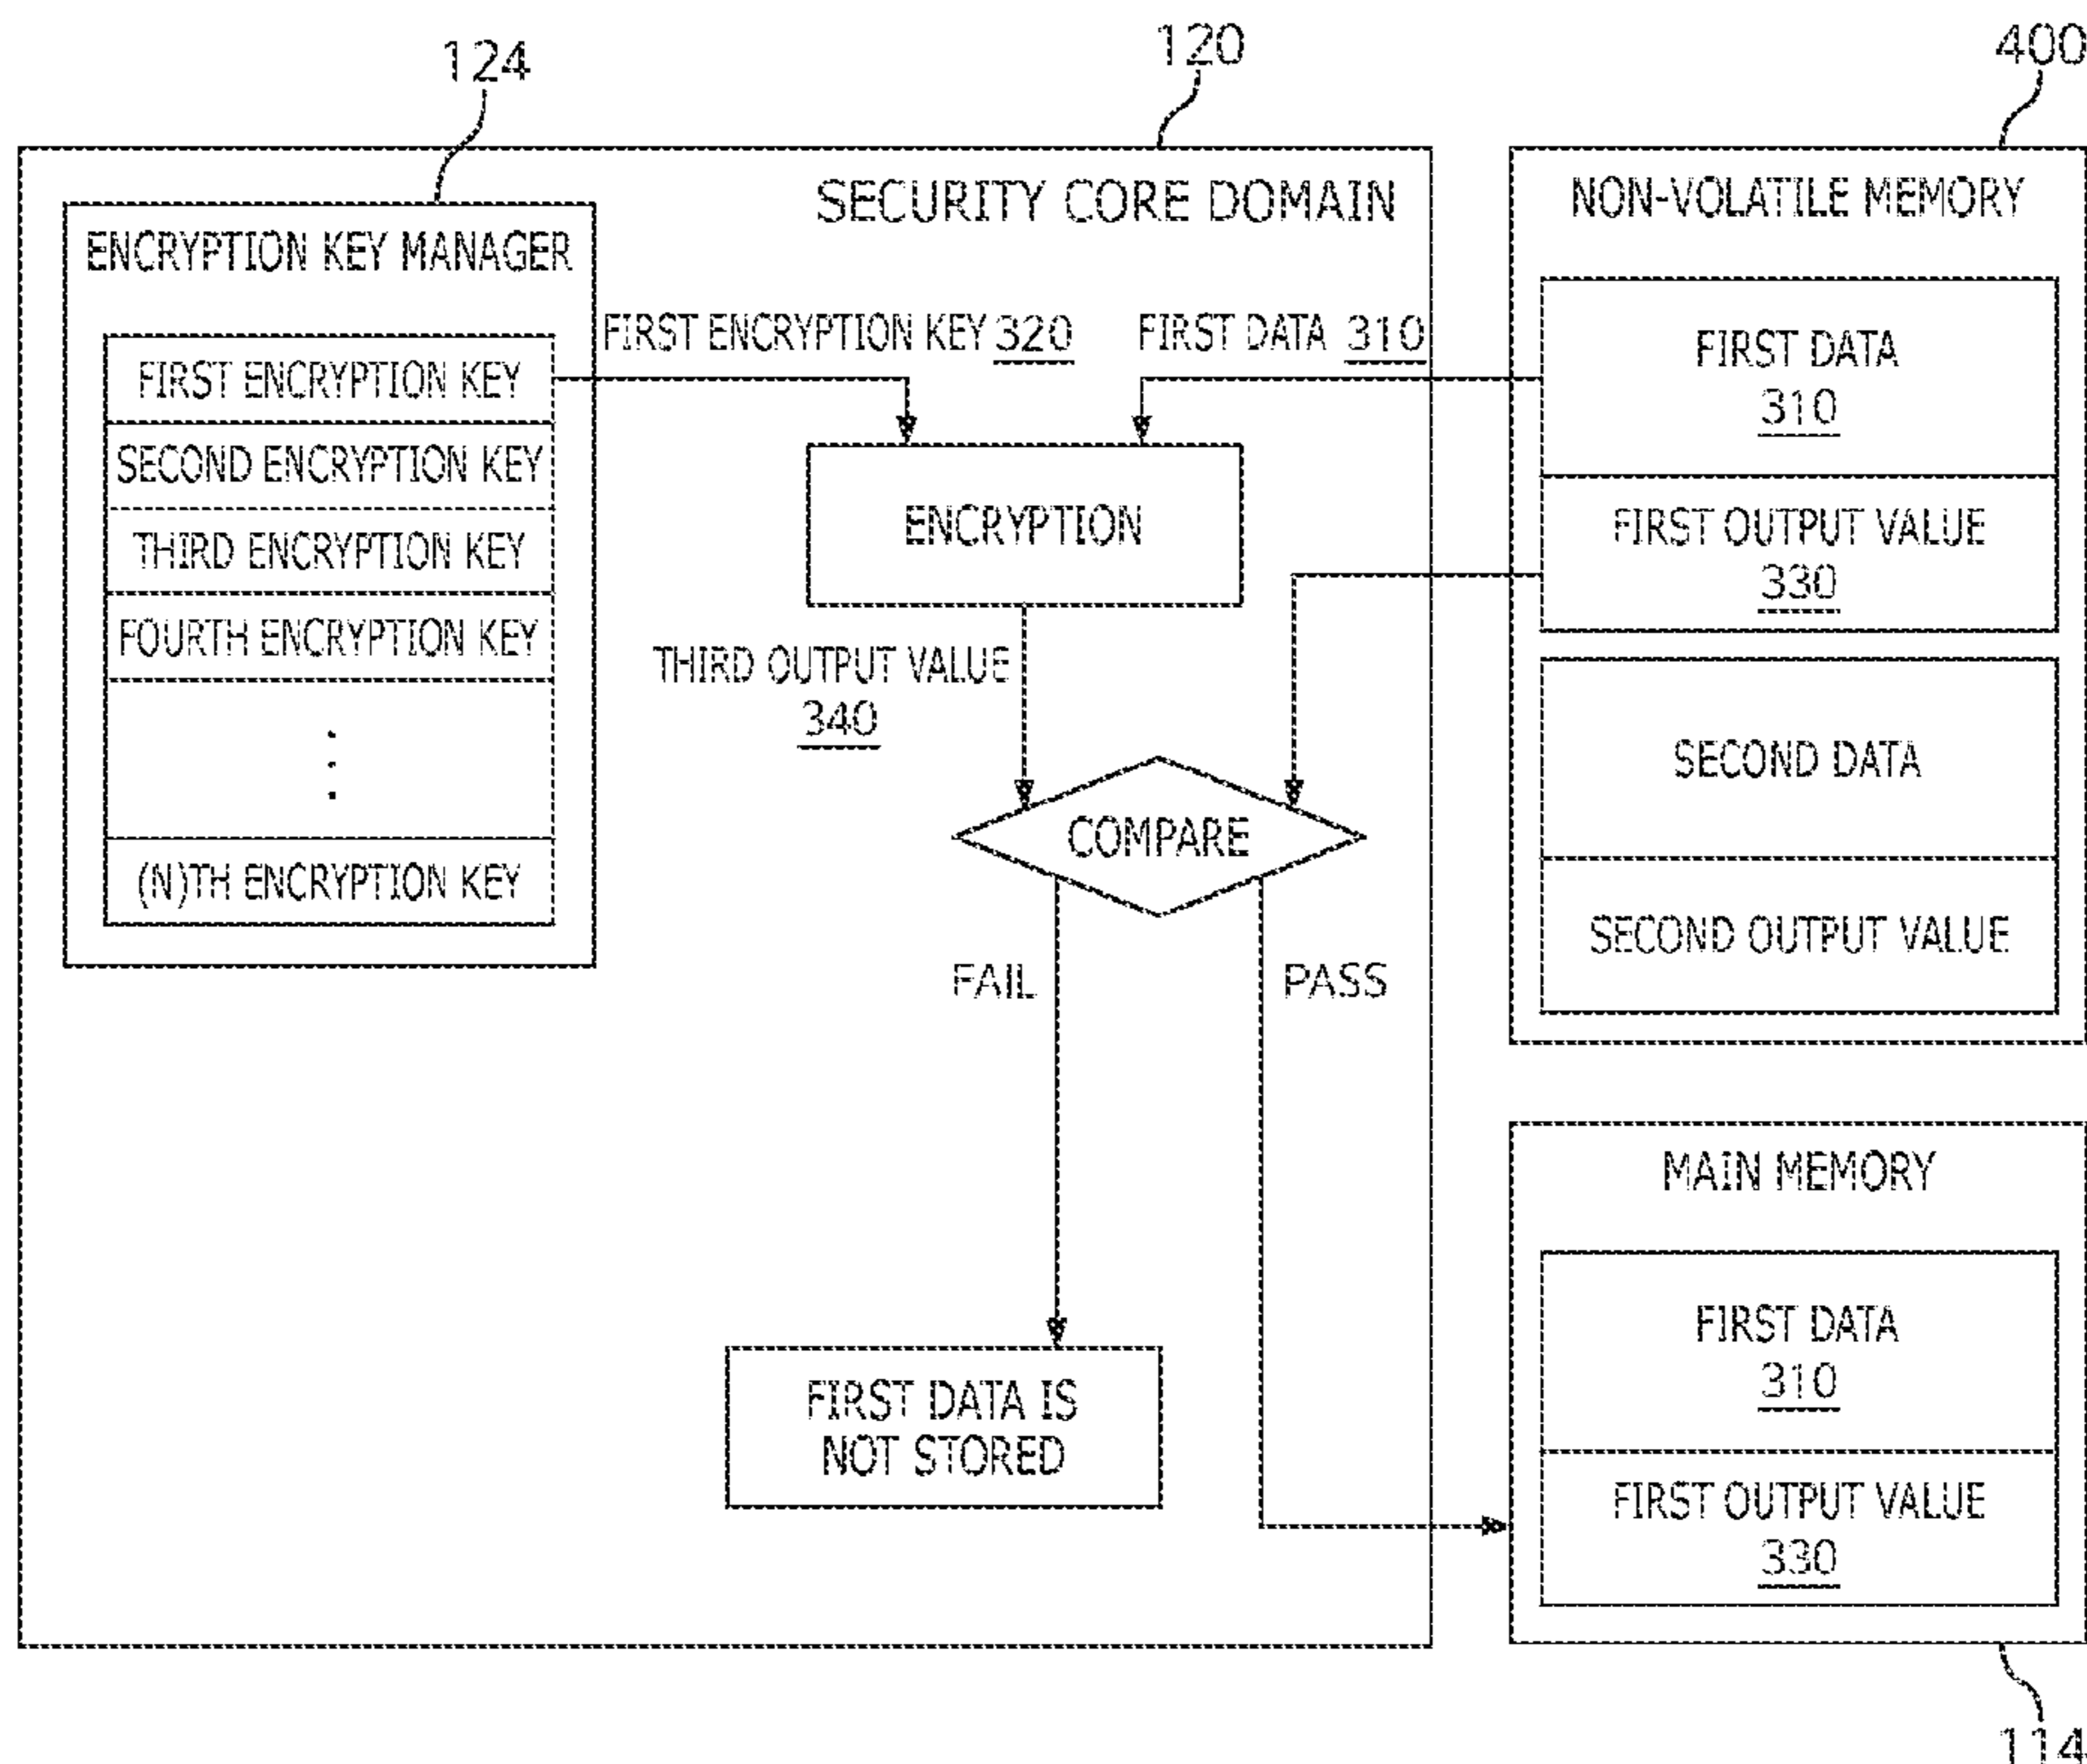 124
120
400
SECURITY CORE DOMAIN
ENCRYPTION KEY MANAGER
FIRST ENCRYPTION KEY
SECOND ENCRYPTION KEY
THIRD ENCRYPTION KEY
FOURTH ENCRYPTION KEY
(N)TH ENCRYPTION KEY
FIRST ENCRYPTION KEY 320
FIRST DATA 310
ENCRYPTION
THIRD OUTPUT VALUE
340
COMPARE
FAIL
PASS
FIRST DATA IS
NOT STORED
NON-VOLATILE MEMORY
FIRST DATA
310
FIRST OUTPUT VALUE
330
SECOND DATA
SECOND OUTPUT VALUE
MAIN MEMORY
FIRST DATA
310
FIRST OUTPUT VALUE
330
114